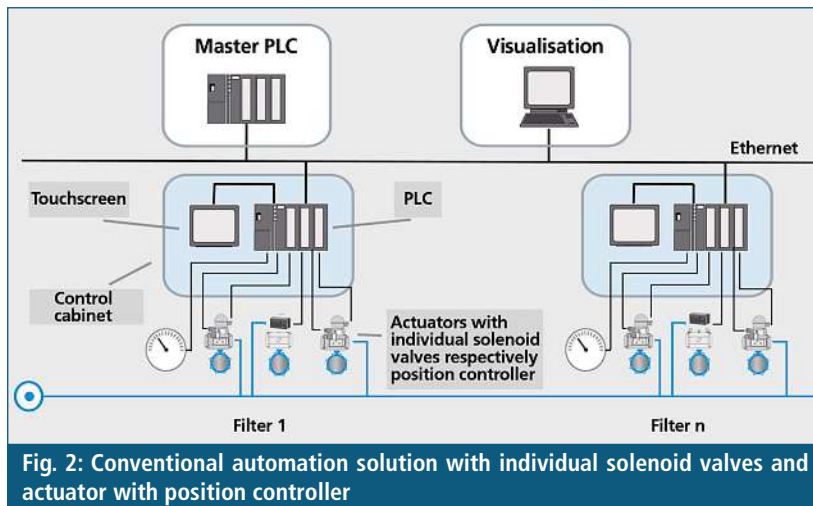 Master PLC
Visualisation
Ethernet
Touchscreen
PLC
Control
cabinet
Actuators with
individual solenoid
valves respectively
position controller
Filter 1
Filter n
Fig. 2: Conventional automation solution with individual solenoid valves and
actuator with position controller